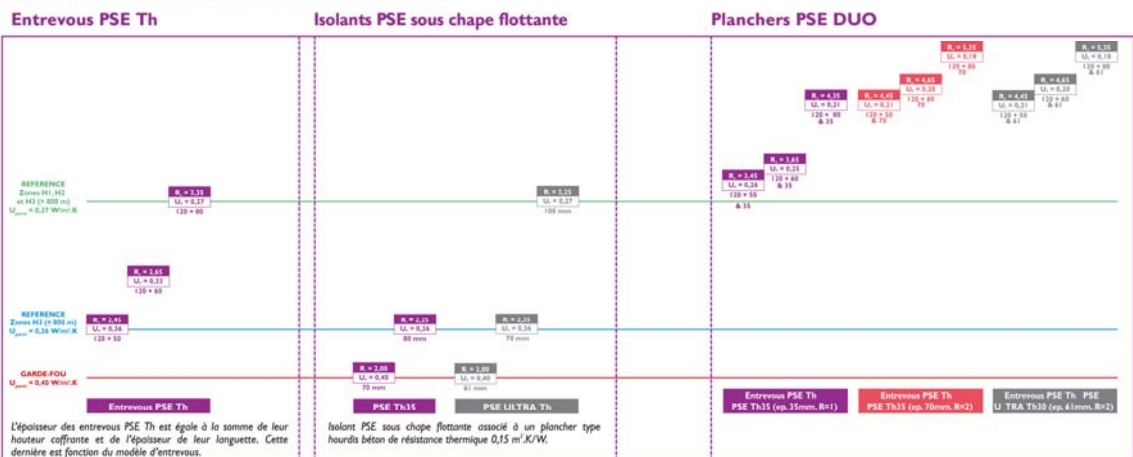 Entrevous PSE Th
Isolants PSE sous chape flottante
Planchers PSE DUO
REFERENCE
Zones H1, H2
et H3 (> 800 m)
U = 0,27 W/m².K
REFERENCE
Zones H3 (≤ 800 m)
U = 0,36 W/m².K
GARDE-FOU
U = 0,40 W/m².K
R = 2,45
U = 0,36
120 + 50
R = 2,65
U = 0,33
120 + 60
U = 0,27
120 + 80
Entrevous PSE Th
R = 2,00
U = 0,40
70 mm
R = 2,25
U = 0,36
80 mm
R = 2,00
U = 0,40
61 mm
R = 2,25
U = 0,36
70 mm
U = 0,27
100 mm
PSE Th35
PSE ULTRA Th
R = 3,45
U = 0,26
120 + 50
& 35
R = 3,65
U = 0,25
120 + 60
& 35
R = 4,35
U = 0,21
120 + 80
& 35
R = 4,45
U = 0,21
120 + 50
& 70
R = 4,65
U = 0,20
120 + 60
70
R = 5,35
U = 0,18
120 + 80
70
R = 4,45
U = 0,21
120 + 50
& 61
R = 4,65
U = 0,20
120 + 60
& 61
R = 5,35
U = 0,18
120 + 80
& 61
Entrevous PSE Th
PSE Th35 (ep. 35mm. R=1)
Entrevous PSE Th
PSE Th35 (ep. 70mm. R=2)
Entrevous PSE Th PSE
U TRA Th30 (ep. 61mm. R=2)
L'épaisseur des entrevous PSE Th est égale à la somme de leur
hauteur coffrante et de l'épaisseur de leur languette. Cette
dernière est fonction du modèle d'entrevous.
Isolant PSE sous chape flottante associé à un plancher type
hourdis béton de résistance thermique 0,15 m².K/W.